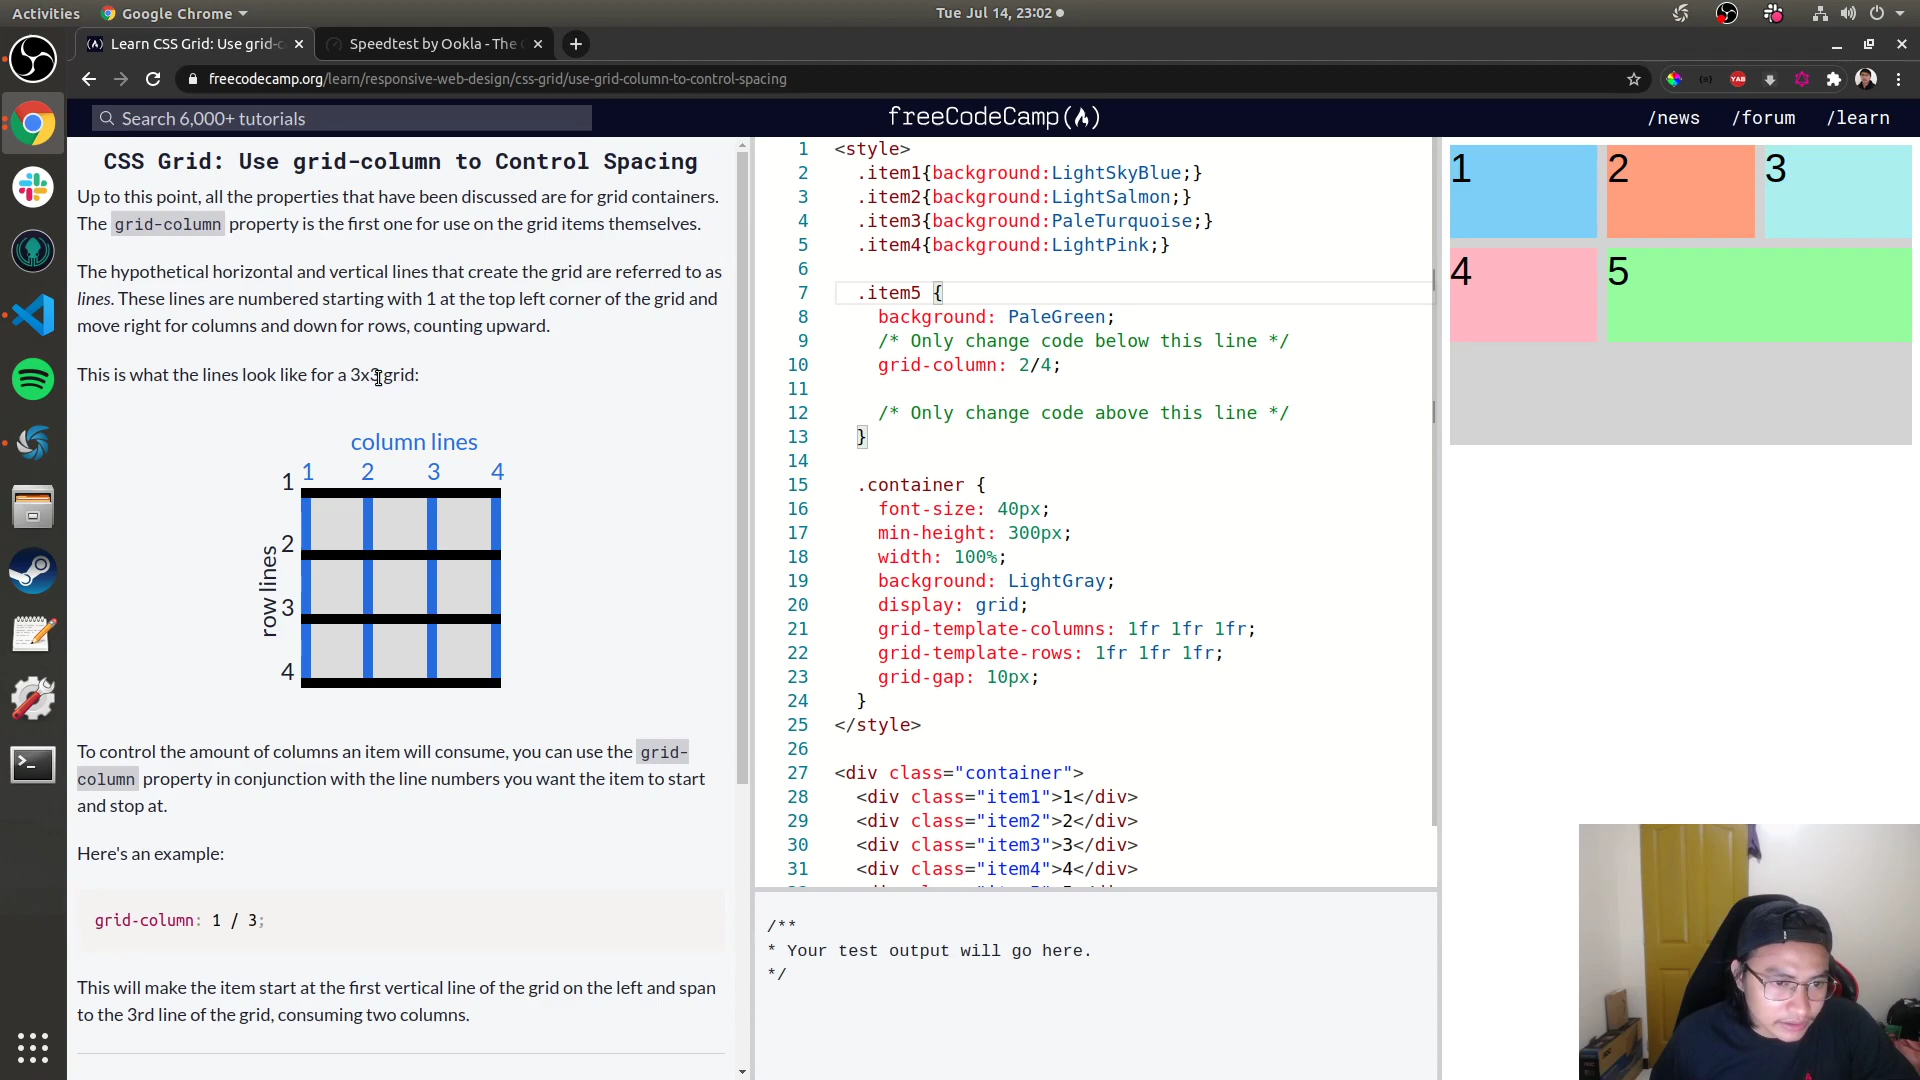 Activities
Google Chrome
Tue Jul 14, 23:02
Learn CSS Grid: Use grid-c
Speedtest by Ookla - The
freecodecamp.org/learn/responsive-web-design/css-grid/use-grid-column-to-control-spacing
YAB
Search 6,000+ tutorials
freeCodeCamp
/news
/forum
/learn
CSS Grid: Use grid-column to Control Spacing
Up to this point, all the properties that have been discussed are for grid containers.
The grid-column property is the first one for use on the grid items themselves.
The hypothetical horizontal and vertical lines that create the grid are referred to as
lines. These lines are numbered starting with 1 at the top left corner of the grid and
move right for columns and down for rows, counting upward.
This is what the lines look like for a 3x3 grid:
column lines
1 2 3 4
1
2
3
4
row lines
To control the amount of columns an item will consume, you can use the grid-
column property in conjunction with the line numbers you want the item to start
and stop at.
Here's an example:
grid-column: 1 / 3;
This will make the item start at the first vertical line of the grid on the left and span
to the 3rd line of the grid, consuming two columns.
1 <style>
2 .item1{background:LightSkyBlue;}
3 .item2{background:LightSalmon;}
4 .item3{background:PaleTurquoise;}
5 .item4{background:LightPink;}
6
7 .item5 {
8 background: PaleGreen;
9 /* Only change code below this line */
10 grid-column: 2/4;
11
12 /* Only change code above this line */
13 }
14
15 .container {
16 font-size: 40px;
17 min-height: 300px;
18 width: 100%;
19 background: LightGray;
20 display: grid;
21 grid-template-columns: 1fr 1fr 1fr;
22 grid-template-rows: 1fr 1fr 1fr;
23 grid-gap: 10px;
24 }
25 </style>
26
27 <div class="container">
28 <div class="item1">1</div>
29 <div class="item2">2</div>
30 <div class="item3">3</div>
31 <div class="item4">4</div>
/**
* Your test output will go here.
*/
1
2
3
4
5